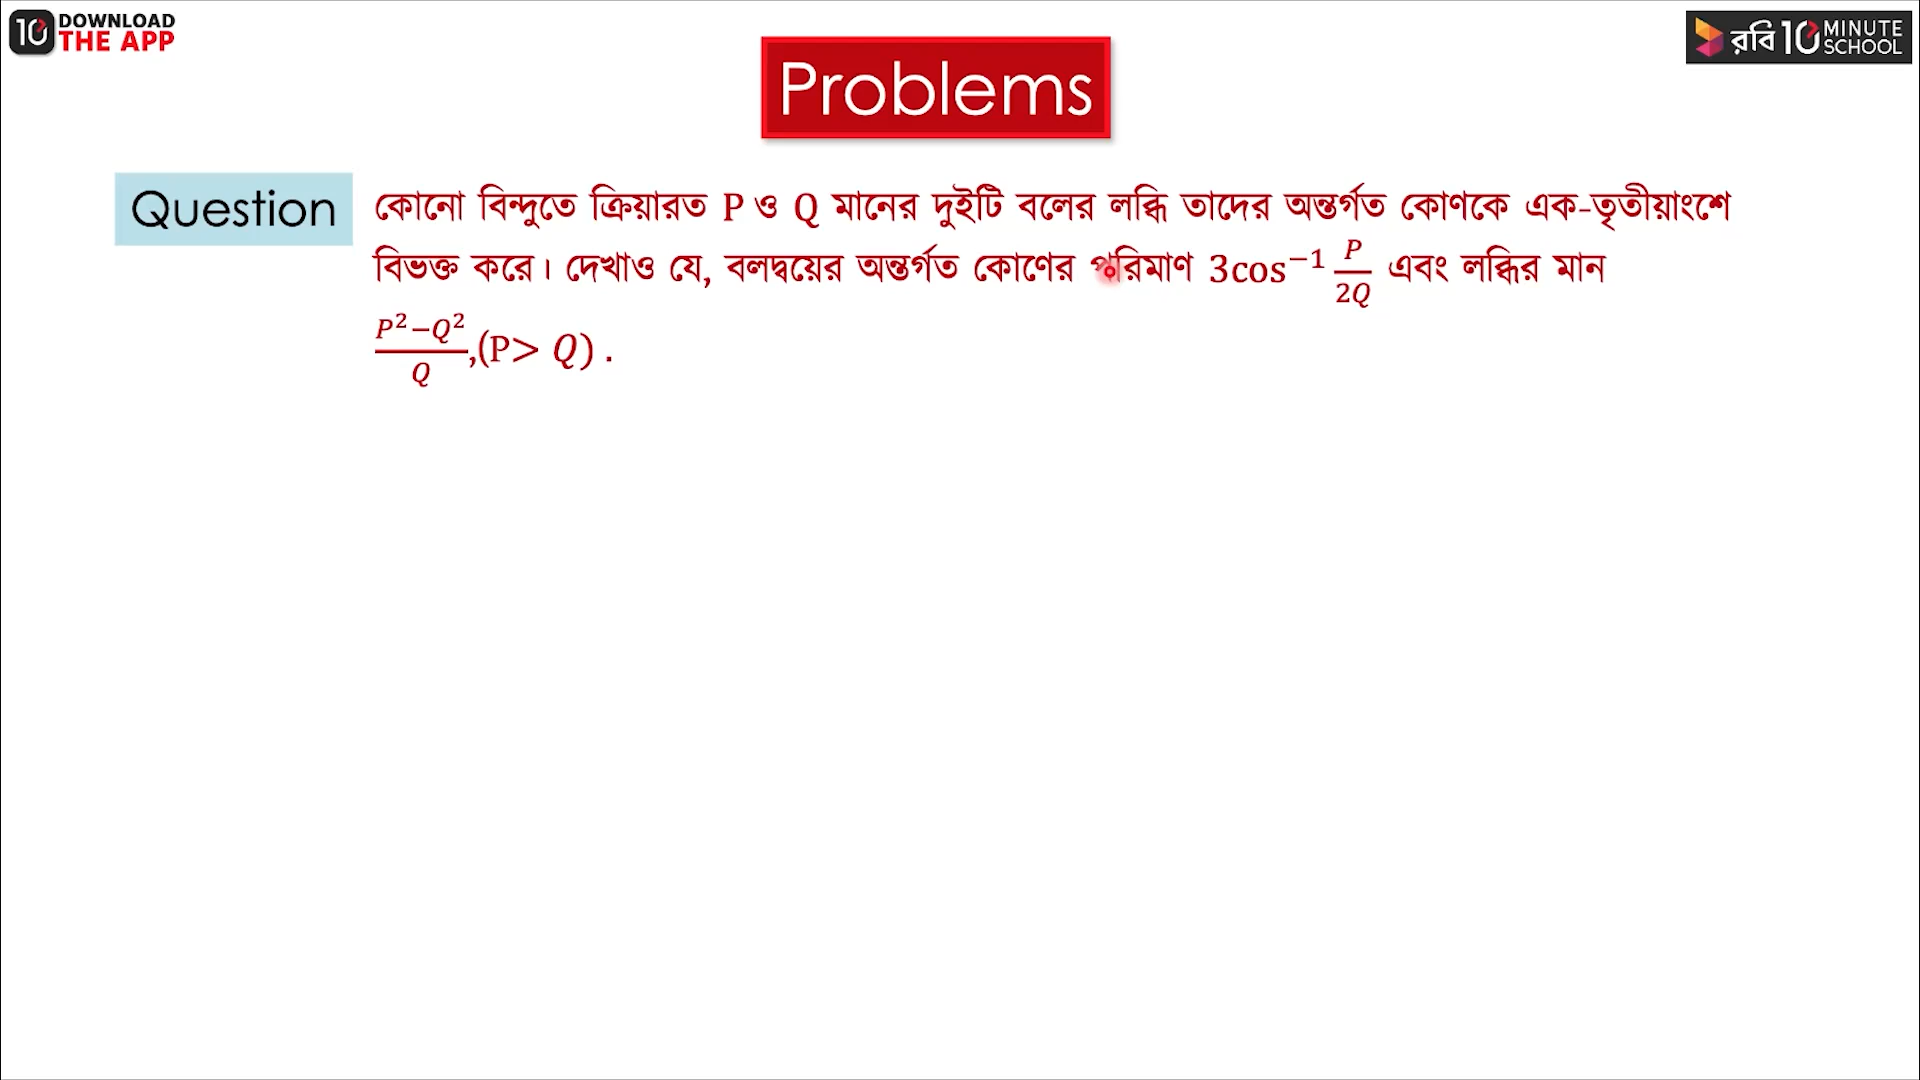 DOWNLOAD
THE APP
রবি 10 MINUTE SCHOOL
Problems
Question
কোনো বিন্দুতে ক্রিয়ারত P ও Q মানের দুইটি বলের লব্ধি তাদের অন্তর্গত কোণকে এক-তৃতীয়াংশে
বিভক্ত করে। দেখাও যে, বলদ্বয়ের অন্তর্গত কোণের পরিমাণ 3cos⁻¹ P/2Q এবং লব্ধির মান
P²−Q²/Q,(P> Q) .